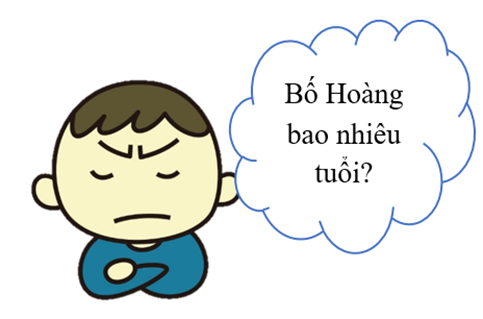 Bố Hoàng
bao nhiêu
tuổi?